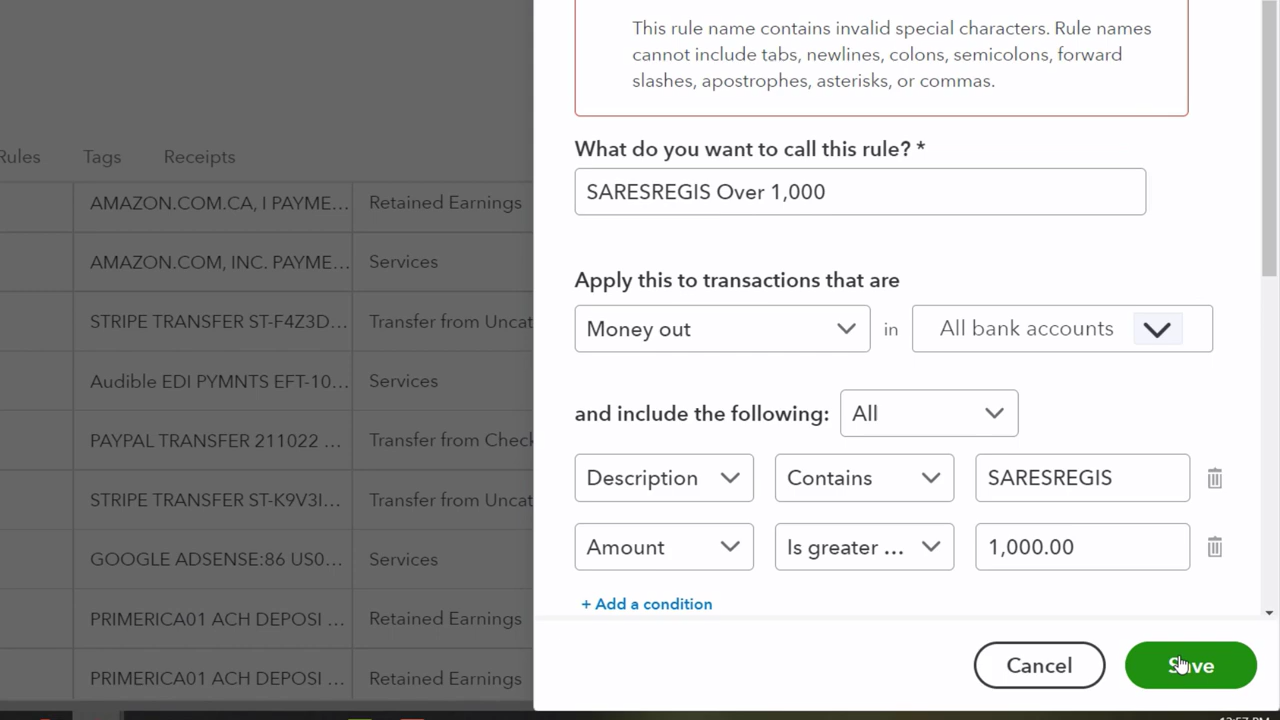 This rule name contains invalid special characters. Rule names
cannot include tabs, newlines, colons, semicolons, forward
slashes, apostrophes, asterisks, or commas.
Rules Tags Receipts
What do you want to call this rule? *
SARESREGIS Over 1,000
Apply this to transactions that are
Money out in All bank accounts
and include the following: All
Description Contains SARESREGIS
Amount Is greater ... 1,000.00
+ Add a condition
Cancel Save
AMAZON.COM.CA, I PAYME... Retained Earnings
AMAZON.COM, INC. PAYME... Services
STRIPE TRANSFER ST-F4Z3D... Transfer from Uncat
Audible EDI PYMNTS EFT-10... Services
PAYPAL TRANSFER 211022 ... Transfer from Check
STRIPE TRANSFER ST-K9V3I... Transfer from Uncat
GOOGLE ADSENSE:86 US0... Services
PRIMERICA01 ACH DEPOSI ... Retained Earnings
PRIMERICA01 ACH DEPOSI ... Retained Earnings